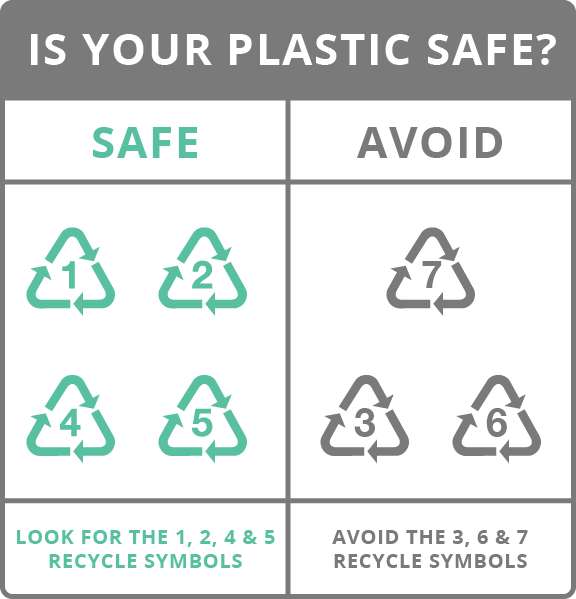 IS YOUR PLASTIC SAFE?
SAFE
AVOID
1 2
7
4 5
3 6
LOOK FOR THE 1, 2, 4 & 5
RECYCLE SYMBOLS
AVOID THE 3, 6 & 7
RECYCLE SYMBOLS